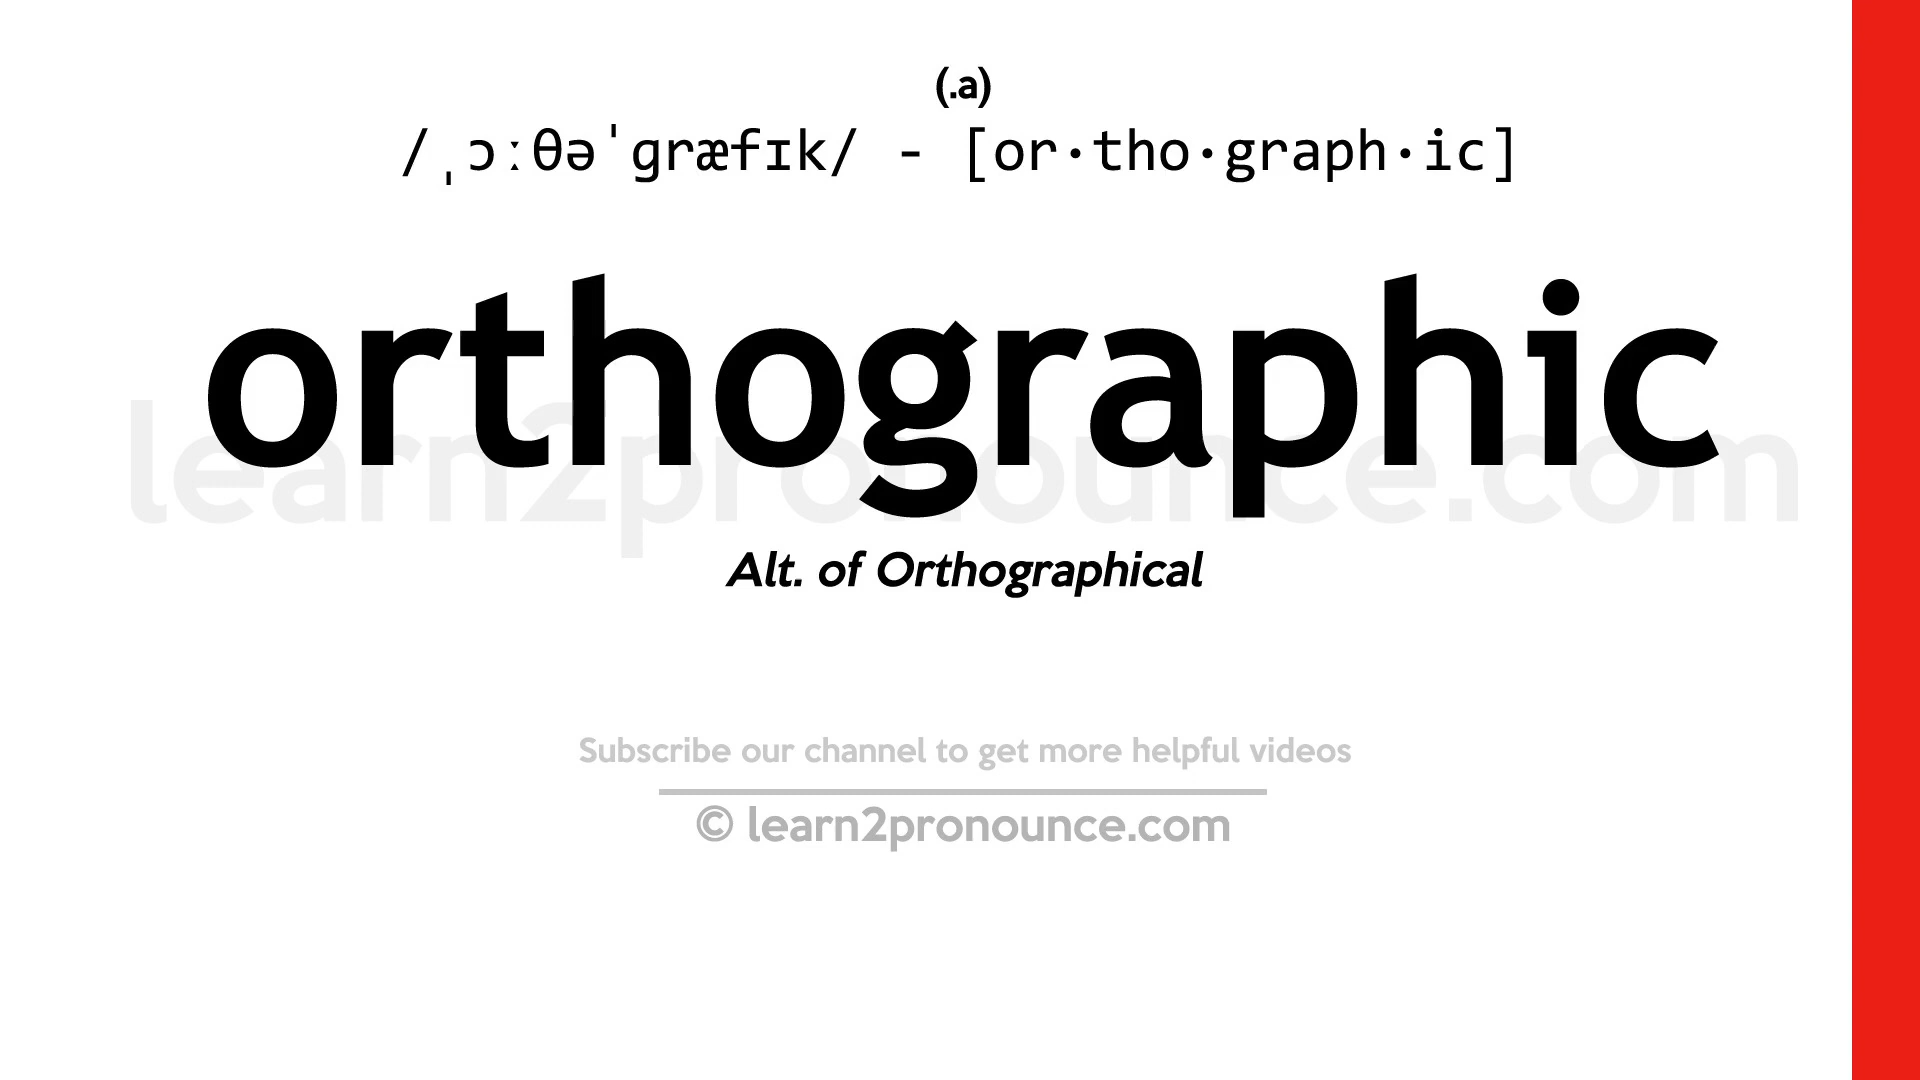 (.a)
/ˌɔːθəˈɡræfɪk/ - [or·tho·graph·ic]
orthographic
learn2pronounce.com
Alt. of Orthographical
Subscribe our channel to get more helpful videos
© learn2pronounce.com